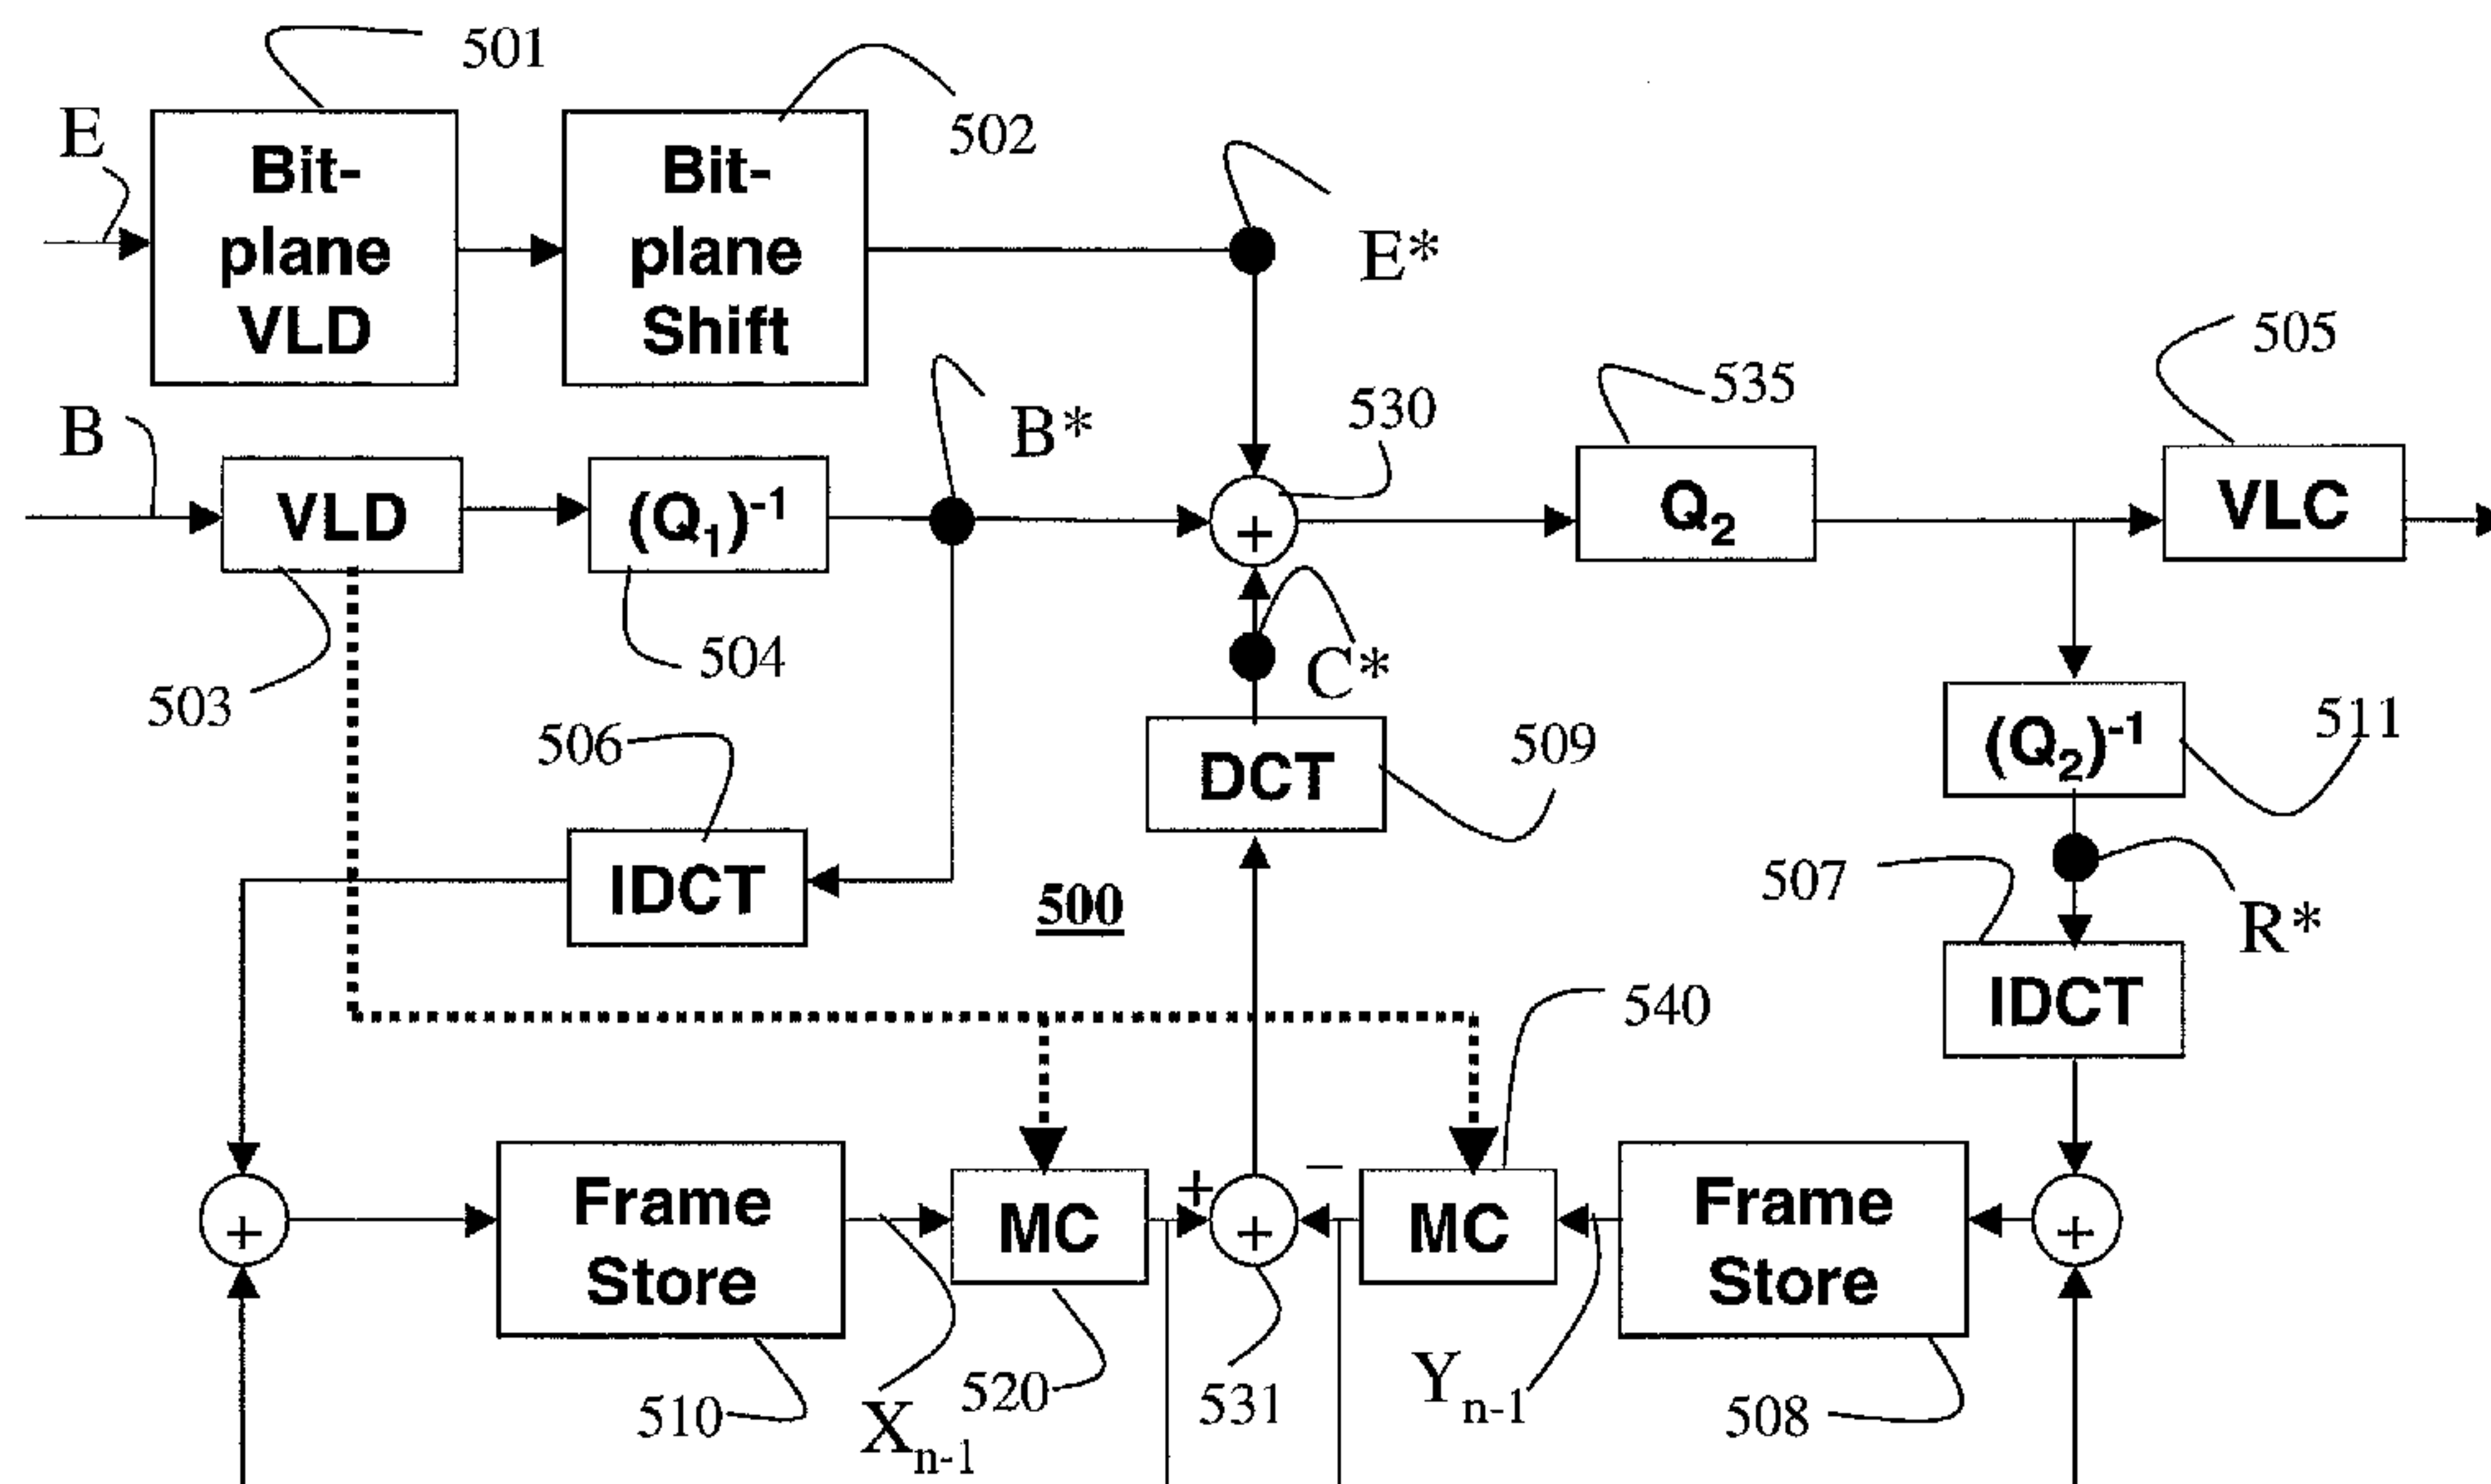 501
E
Bit-
plane
VLD
Bit-
plane
Shift
502
E*
B
VLD
(Q₁)⁻¹
B*
530
535
Q₂
505
VLC
503
504
C*
506
IDCT
DCT
509
(Q₂)⁻¹
511
500
507
R*
IDCT
540
+
Frame
Store
MC
+
+
−
MC
Frame
Store
+
+
510
Xₙ₋₁
520
531
Yₙ₋₁
508